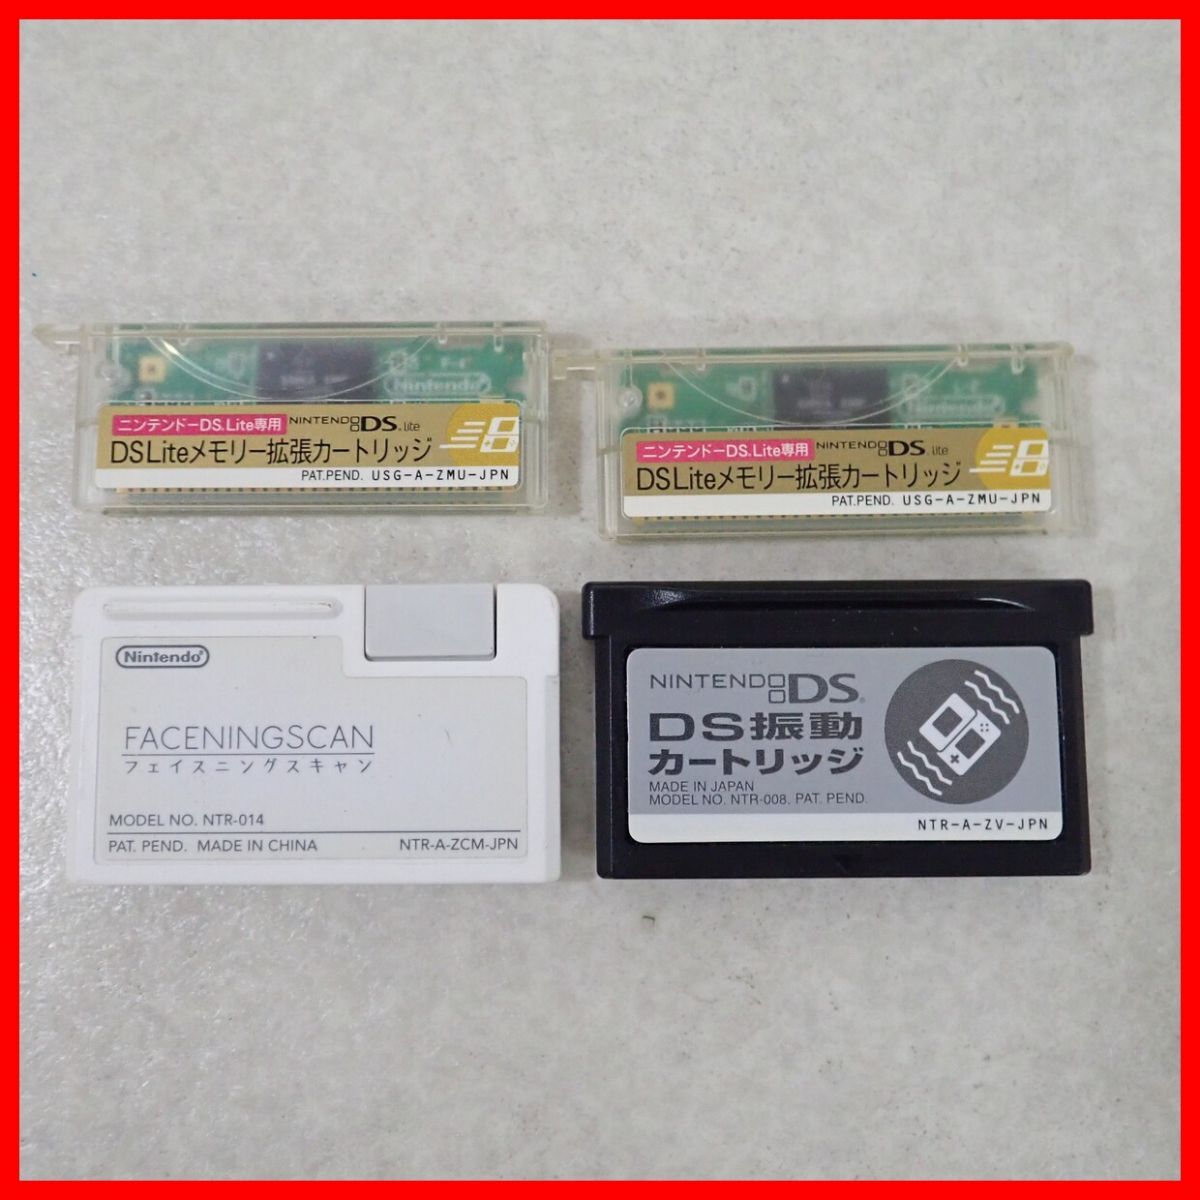 Nintendo
ニンテンドーDS Lite専用 NINTENDO DS Lite
DS Liteメモリー拡張カートリッジ
PAT.PEND. USG-A-ZMU-JPN
Nintendo
ニンテンドーDS Lite専用 NINTENDO DS Lite
DS Liteメモリー拡張カートリッジ
PAT.PEND. USG-A-ZMU-JPN
Nintendo
FACENINGSCAN
フェイスニングスキャン
MODEL NO. NTR-014
PAT. PEND. MADE IN CHINA NTR-A-ZCM-JPN
NINTENDO DS
DS振動
カートリッジ
MADE IN JAPAN
MODEL NO. NTR-008. PAT. PEND.
NTR-A-ZV-JPN